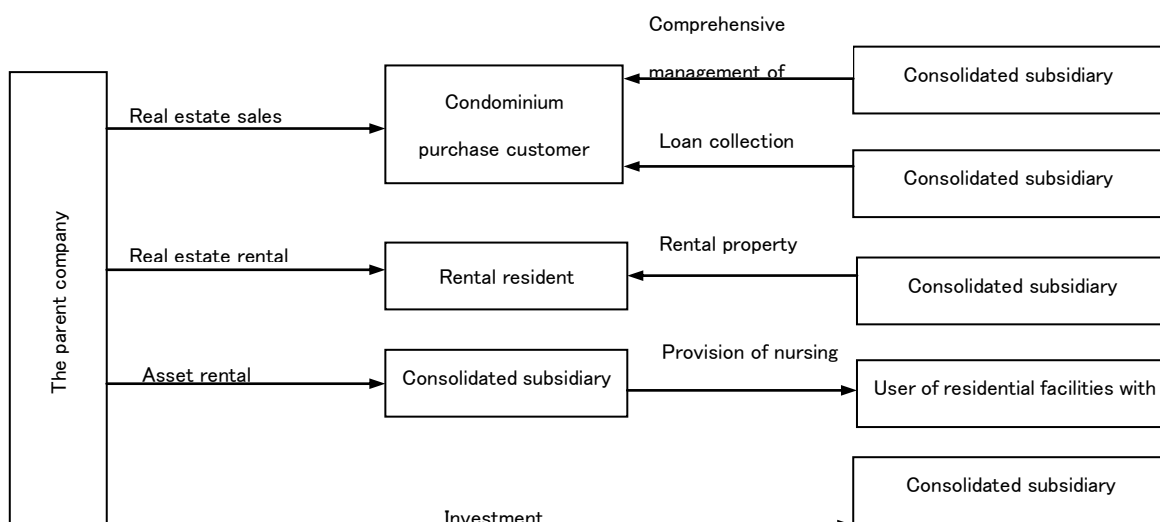 Comprehensive
management of
Consolidated subsidiary
Real estate sales
Condominium
purchase customer
Loan collection
Consolidated subsidiary
The parent company
Real estate rental
Rental resident
Rental property
Consolidated subsidiary
Asset rental
Consolidated subsidiary
Provision of nursing
User of residential facilities with
Consolidated subsidiary
Investment